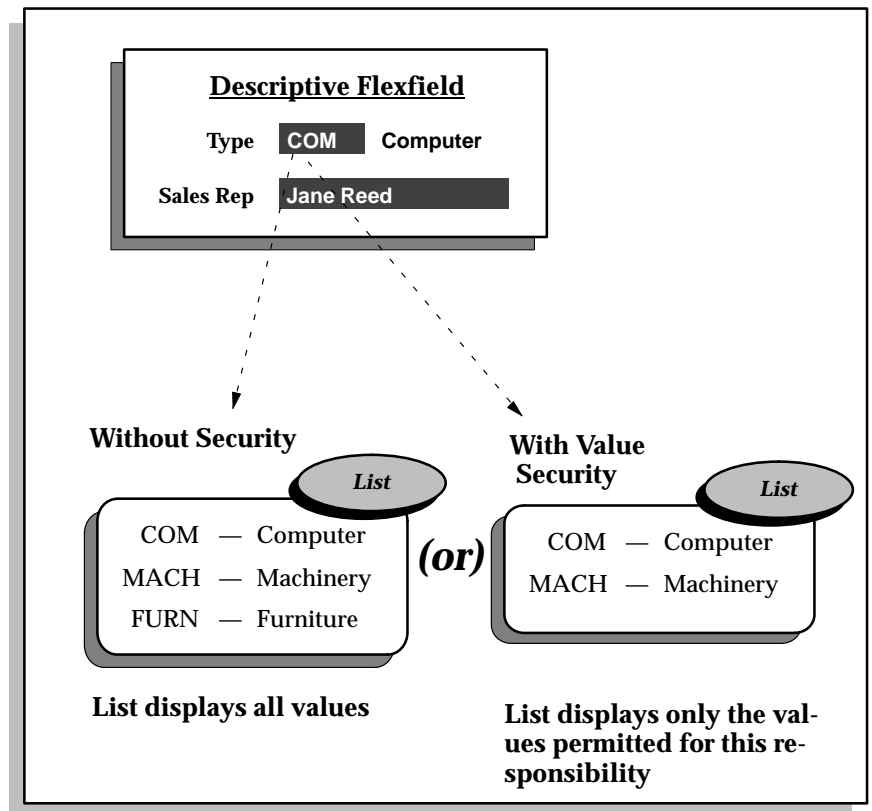 Descriptive Flexfield
Type COM Computer
Sales Rep Jane Reed
Without Security
List
COM — Computer
MACH — Machinery
FURN — Furniture
List displays all values
(or)
With Value
Security
List
COM — Computer
MACH — Machinery
List displays only the val-
ues permitted for this re-
sponsibility